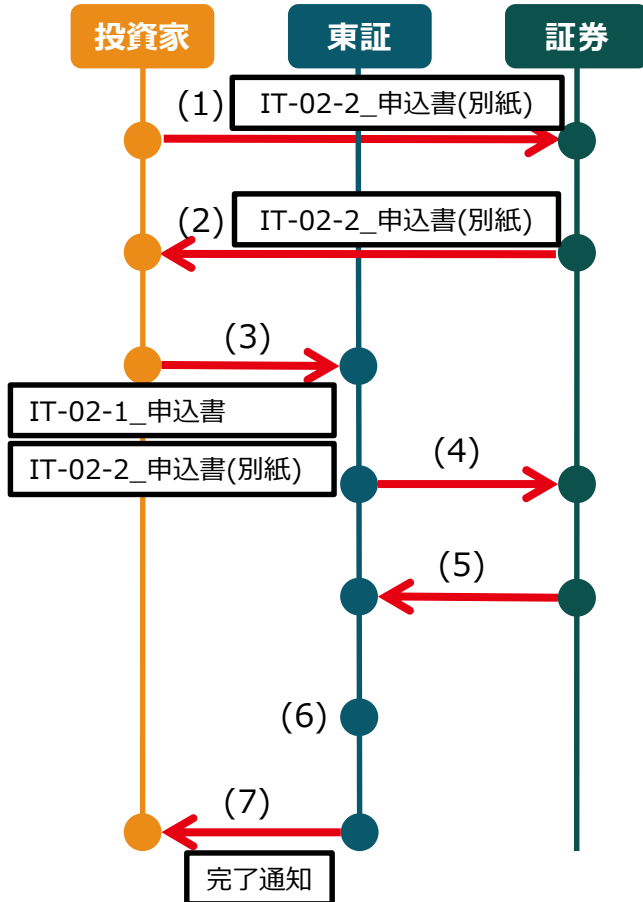 投資家
東証
証券
(1)
IT-02-2_申込書(別紙)
(2)
IT-02-2_申込書(別紙)
(3)
IT-02-1_申込書
IT-02-2_申込書(別紙)
(4)
(5)
(6)
(7)
完了通知